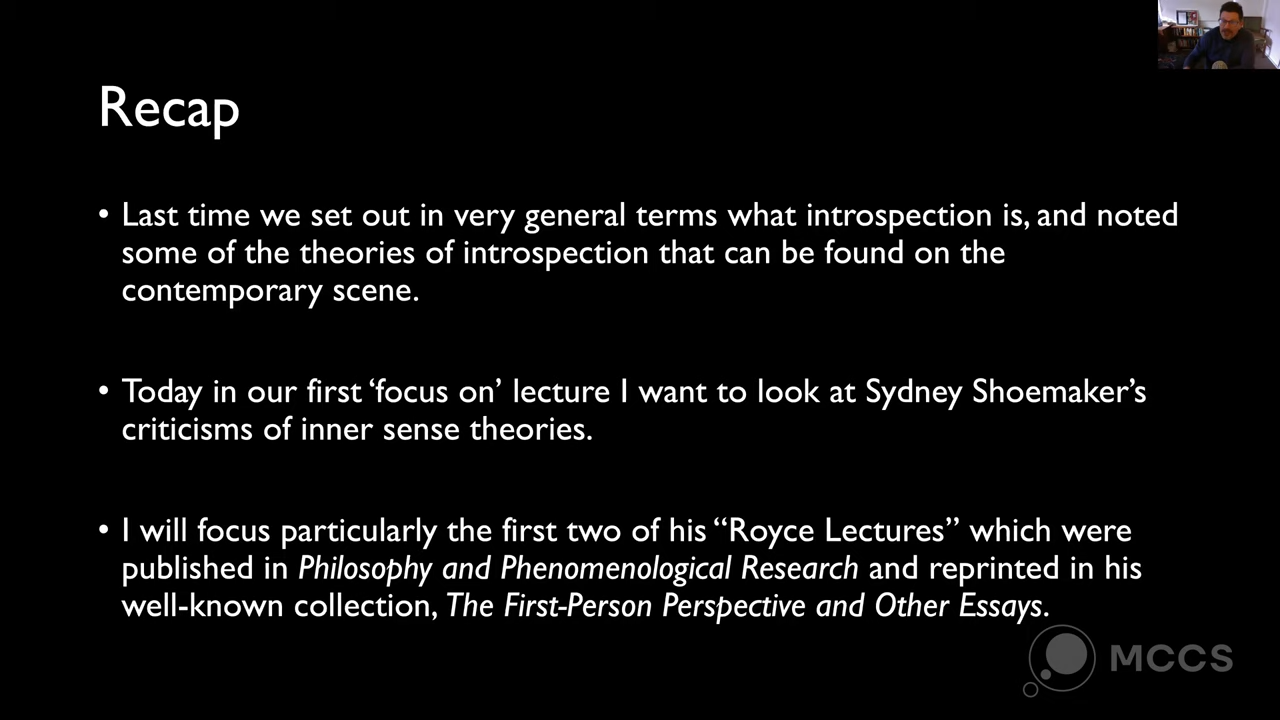 Recap
• Last time we set out in very general terms what introspection is, and noted
some of the theories of introspection that can be found on the
contemporary scene.
• Today in our first ‘focus on’ lecture I want to look at Sydney Shoemaker’s
criticisms of inner sense theories.
• I will focus particularly the first two of his “Royce Lectures” which were
published in Philosophy and Phenomenological Research and reprinted in his
well-known collection, The First-Person Perspective and Other Essays.
MCCS